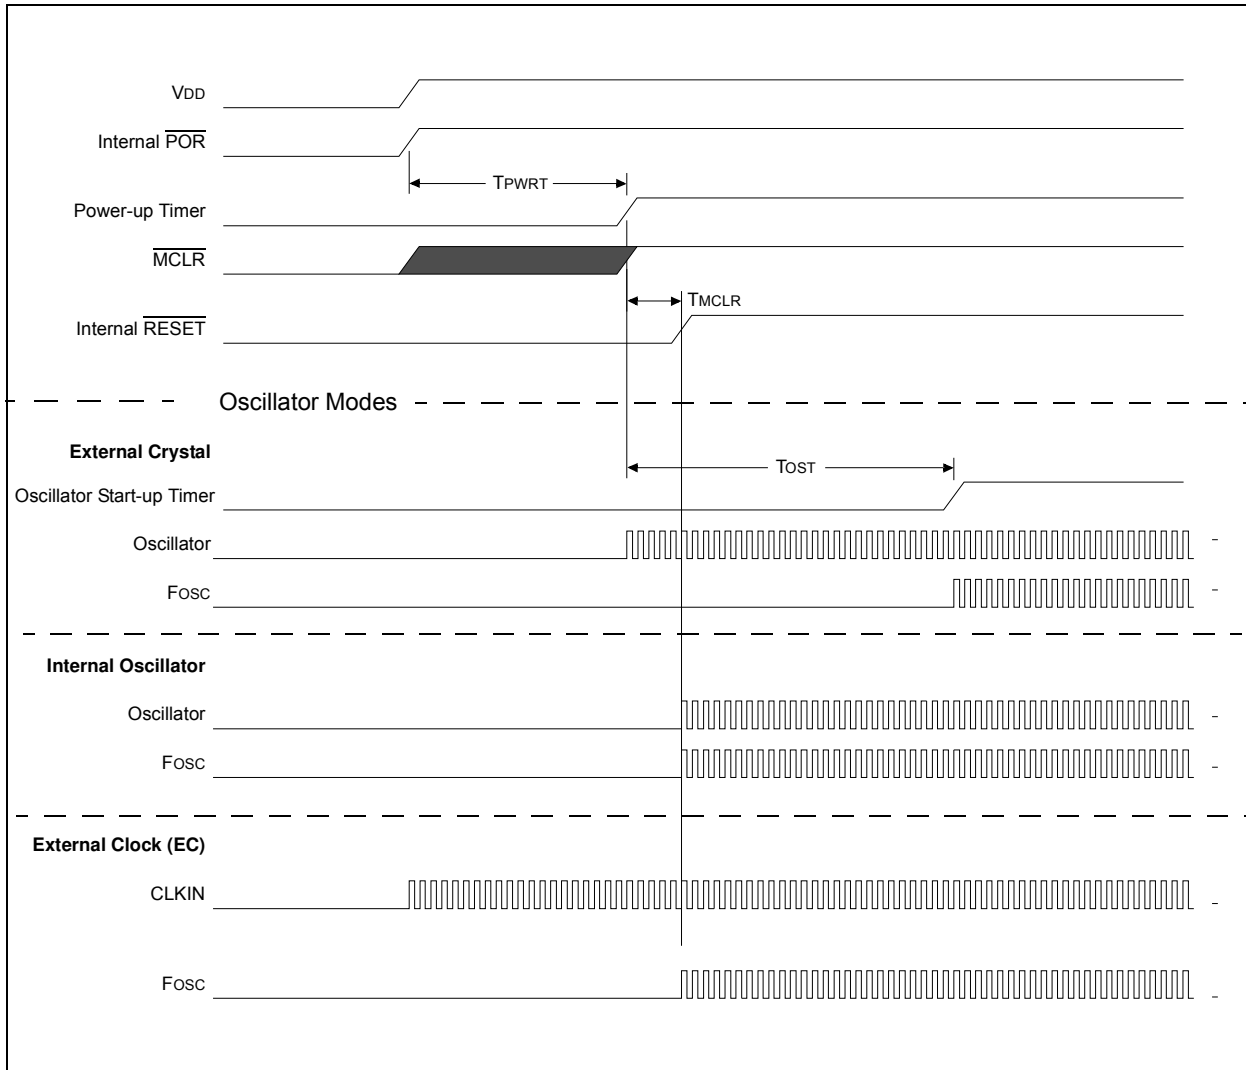 VDD
Internal POR
TPWRT
Power-up Timer
MCLR
TMCLR
Internal RESET
Oscillator Modes
External Crystal
TOST
Oscillator Start-up Timer
Oscillator
FOSC
Internal Oscillator
Oscillator
FOSC
External Clock (EC)
CLKIN
FOSC